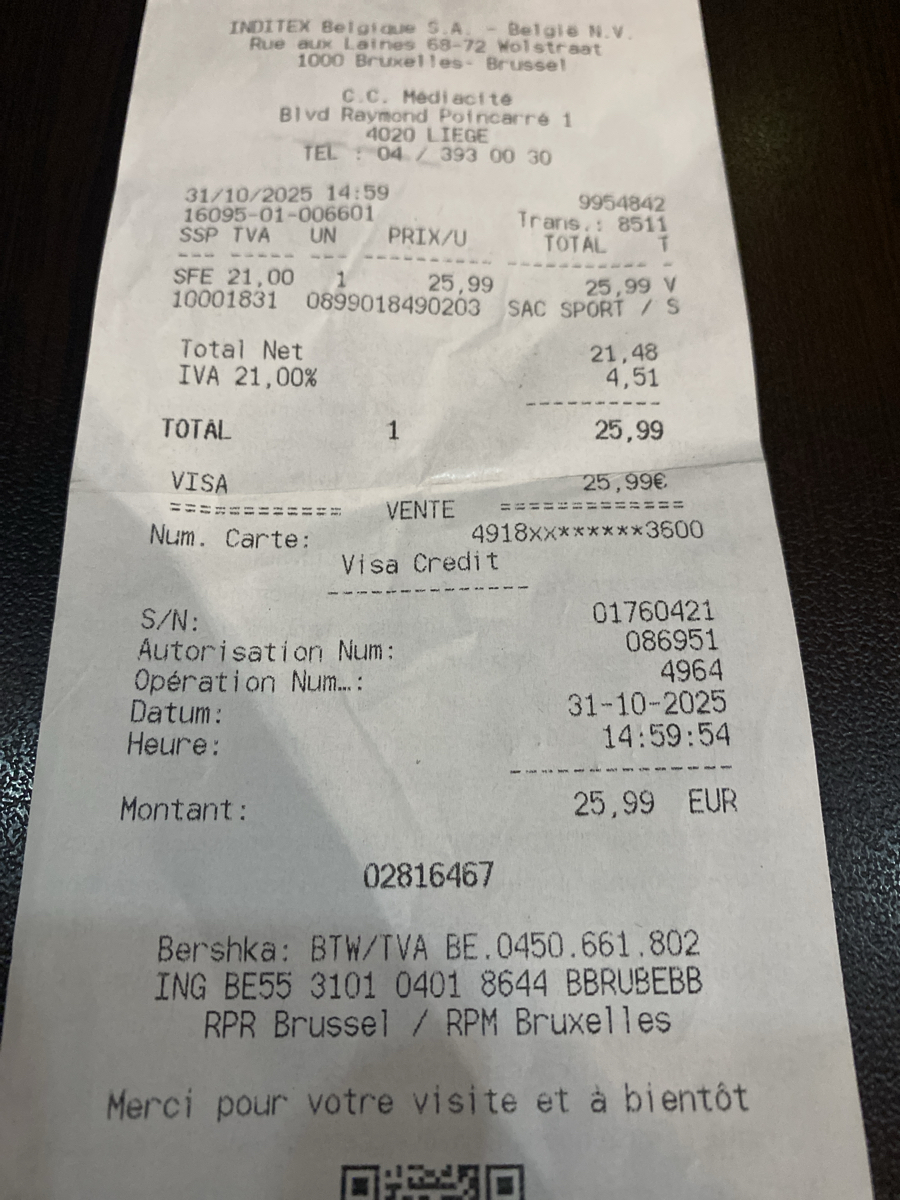 INDITEX Belgique S.A. - Belgie N.V.
Rue aux Laines 68-72 Wolstraat
1000 Bruxelles- Brussel
C.C. Médiacité
Blvd Raymond Poincarré 1
4020 LIEGE
TEL : 04 / 393 00 30
31/10/2025 14:59 9954842
16095-01-006601 Trans.: 8511
SSP TVA UN PRIX/U TOTAL T
--- --- --- ---------- ---------- -
SFE 21,00 1 25,99 25,99 V
10001831 0899018490203 SAC SPORT / S
Total Net 21,48
IVA 21,00% 4,51
----------
TOTAL 1 25,99
VISA 25,99€
============ VENTE ============
Num. Carte: 4918xx******3600
Visa Credit
---------------
S/N: 01760421
Autorisation Num: 086951
Opération Num…: 4964
Datum: 31-10-2025
Heure: 14:59:54
----------------
Montant: 25,99 EUR
02816467
Bershka: BTW/TVA BE.0450.661.802
ING BE55 3101 0401 8644 BBRUBEBB
RPR Brussel / RPM Bruxelles
Merci pour votre visite et à bientôt